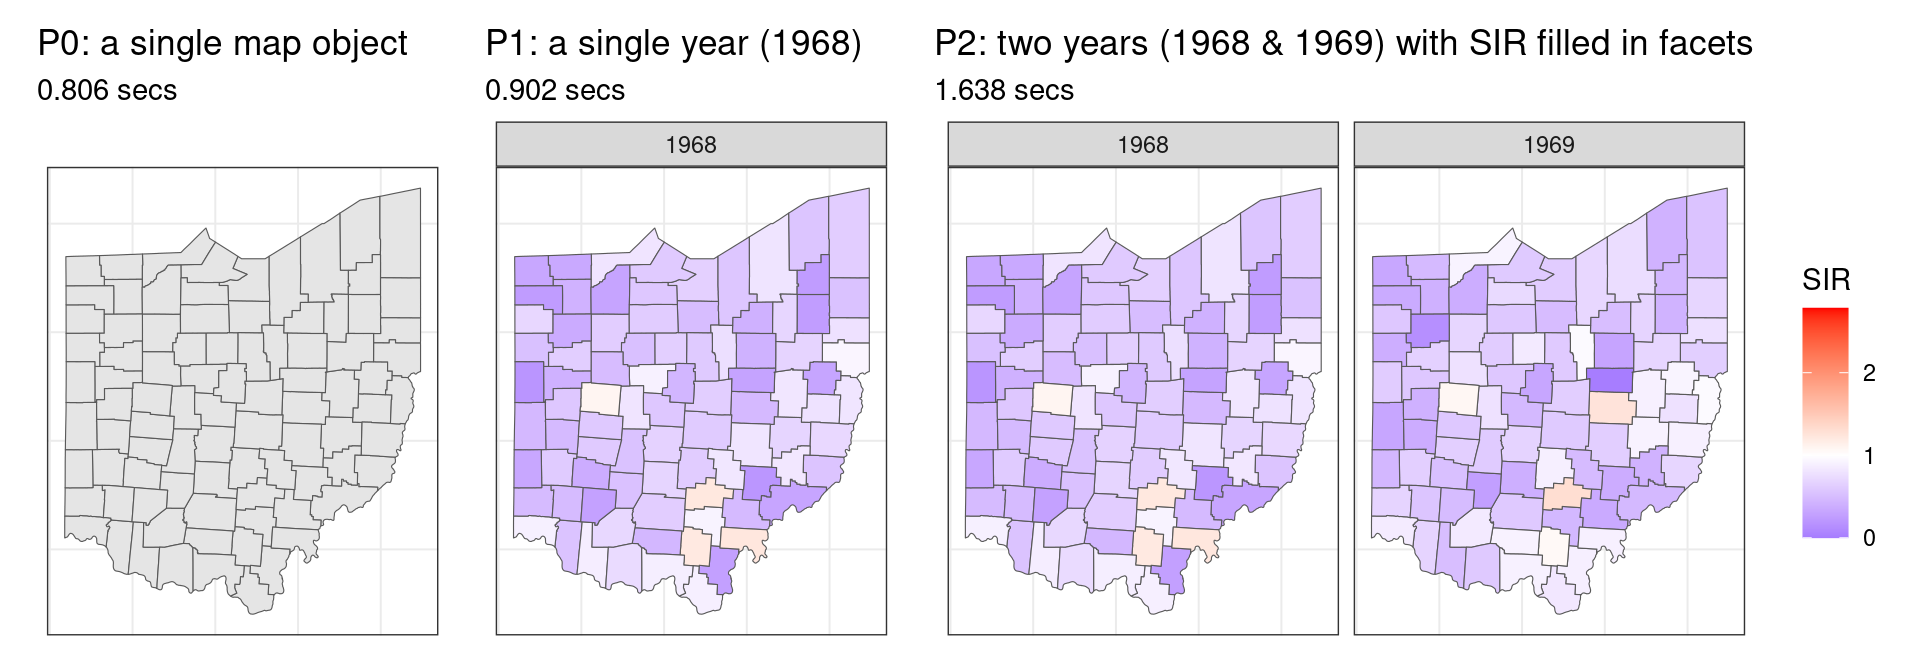 P0: a single map object
0.806 secs
P1: a single year (1968)
0.902 secs
1968
P2: two years (1968 & 1969) with SIR filled in facets
1.638 secs
1968
1969
SIR
2
1
0